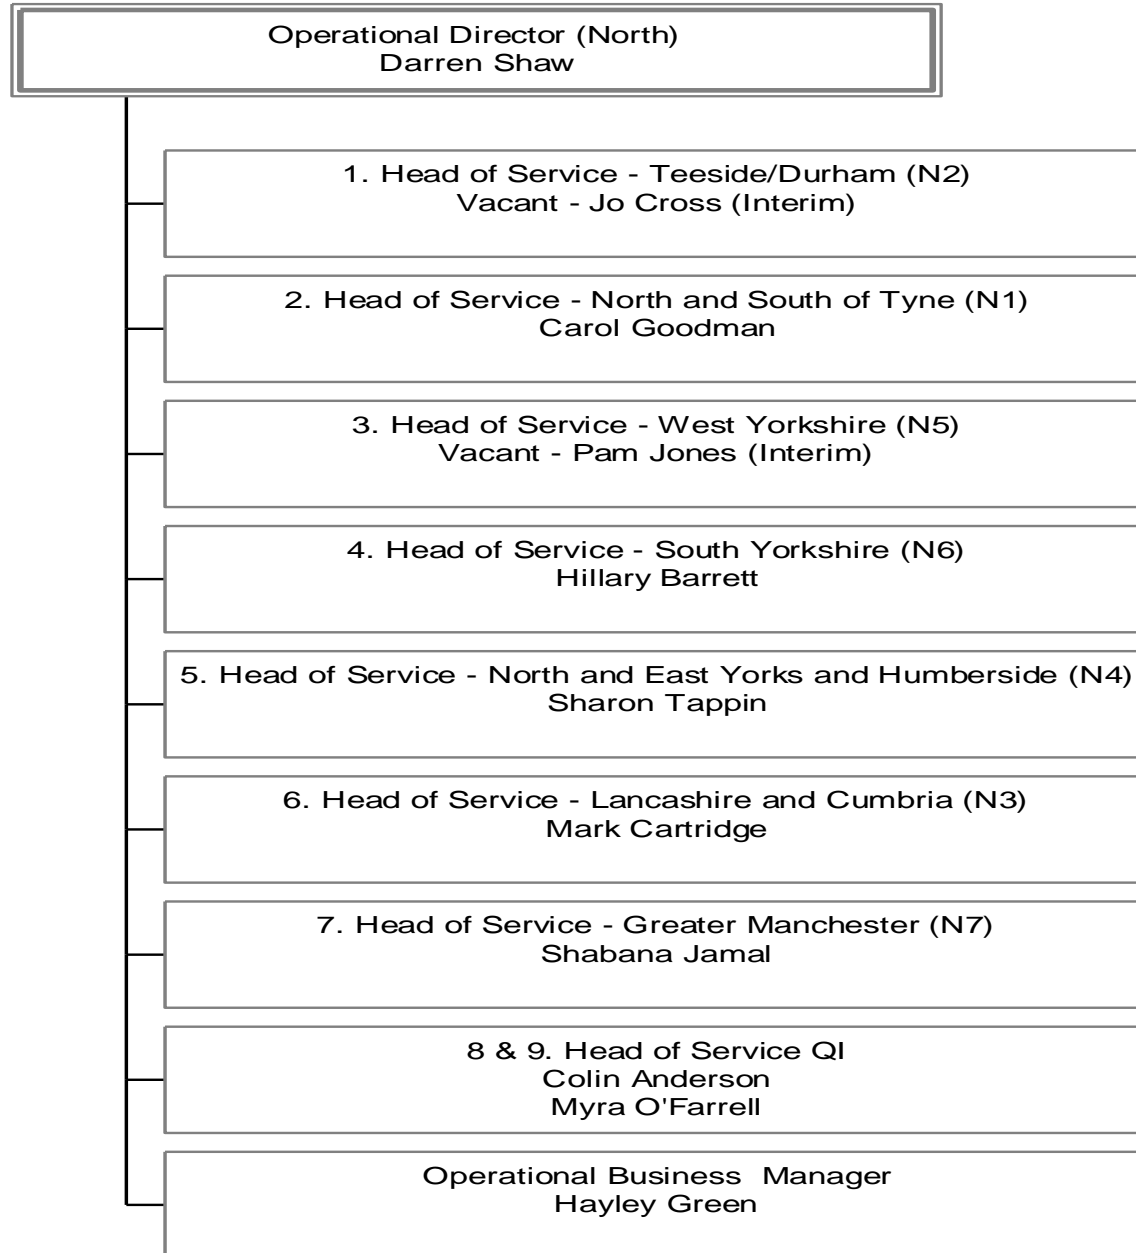 Operational Director (North)
Darren Shaw
1. Head of Service - Teeside/Durham (N2)
Vacant - Jo Cross (Interim)
2. Head of Service - North and South of Tyne (N1)
Carol Goodman
3. Head of Service - West Yorkshire (N5)
Vacant - Pam Jones (Interim)
4. Head of Service - South Yorkshire (N6)
Hillary Barrett
5. Head of Service - North and East Yorks and Humberside (N4)
Sharon Tappin
6. Head of Service - Lancashire and Cumbria (N3)
Mark Cartridge
7. Head of Service - Greater Manchester (N7)
Shabana Jamal
8 & 9. Head of Service QI
Colin Anderson
Myra O'Farrell
Operational Business  Manager
Hayley Green